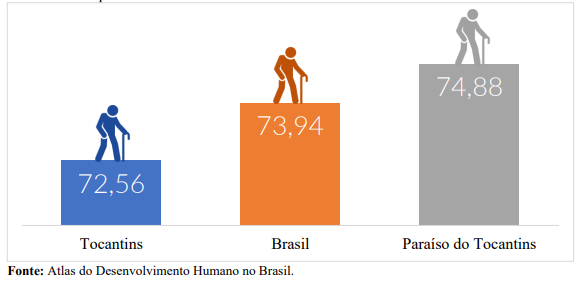 74,88
73,94
72,56
Tocantins Brasil Paraíso do Tocantins
Fonte: Atlas do Desenvolvimento Humano no Brasil.